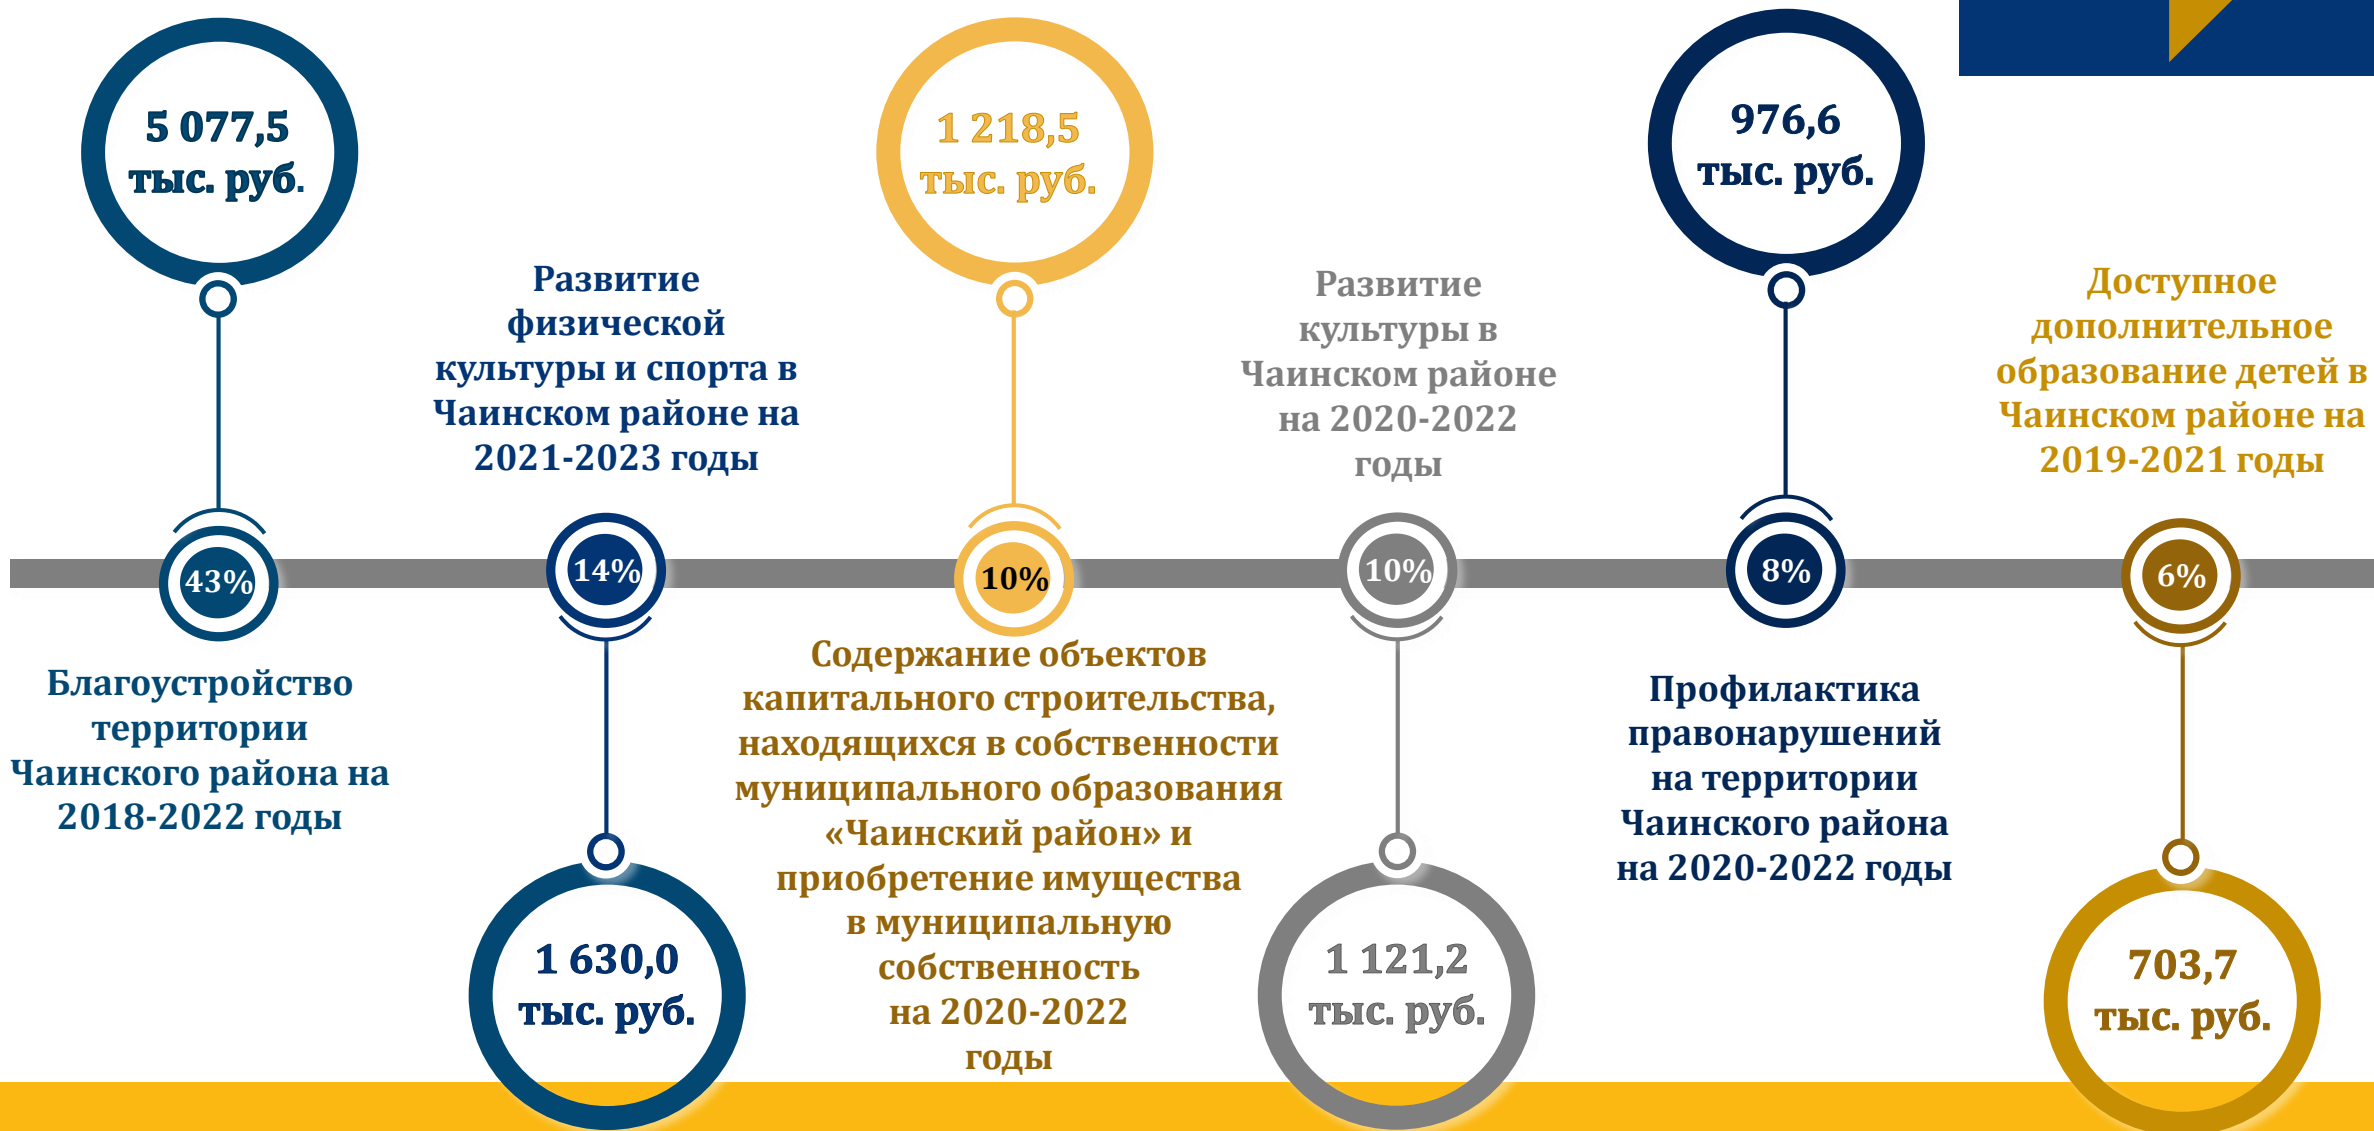 5 077,5
тыс. руб.
43%
Благоустройство
территории
Чаинского района на
2018-2022 годы
Развитие
физической
культуры и спорта в
Чаинском районе на
2021-2023 годы
14%
1 630,0
тыс. руб.
1 218,5
тыс. руб.
10%
Содержание объектов
капитального строительства,
находящихся в собственности
муниципального образования
«Чаинский район» и
приобретение имущества
в муниципальную
собственность
на 2020-2022
годы
Развитие
культуры в
Чаинском районе
на 2020-2022
годы
10%
1 121,2
тыс. руб.
976,6
тыс. руб.
8%
Профилактика
правонарушений
на территории
Чаинского района
на 2020-2022 годы
Доступное
дополнительное
образование детей в
Чаинском районе на
2019-2021 годы
6%
703,7
тыс. руб.